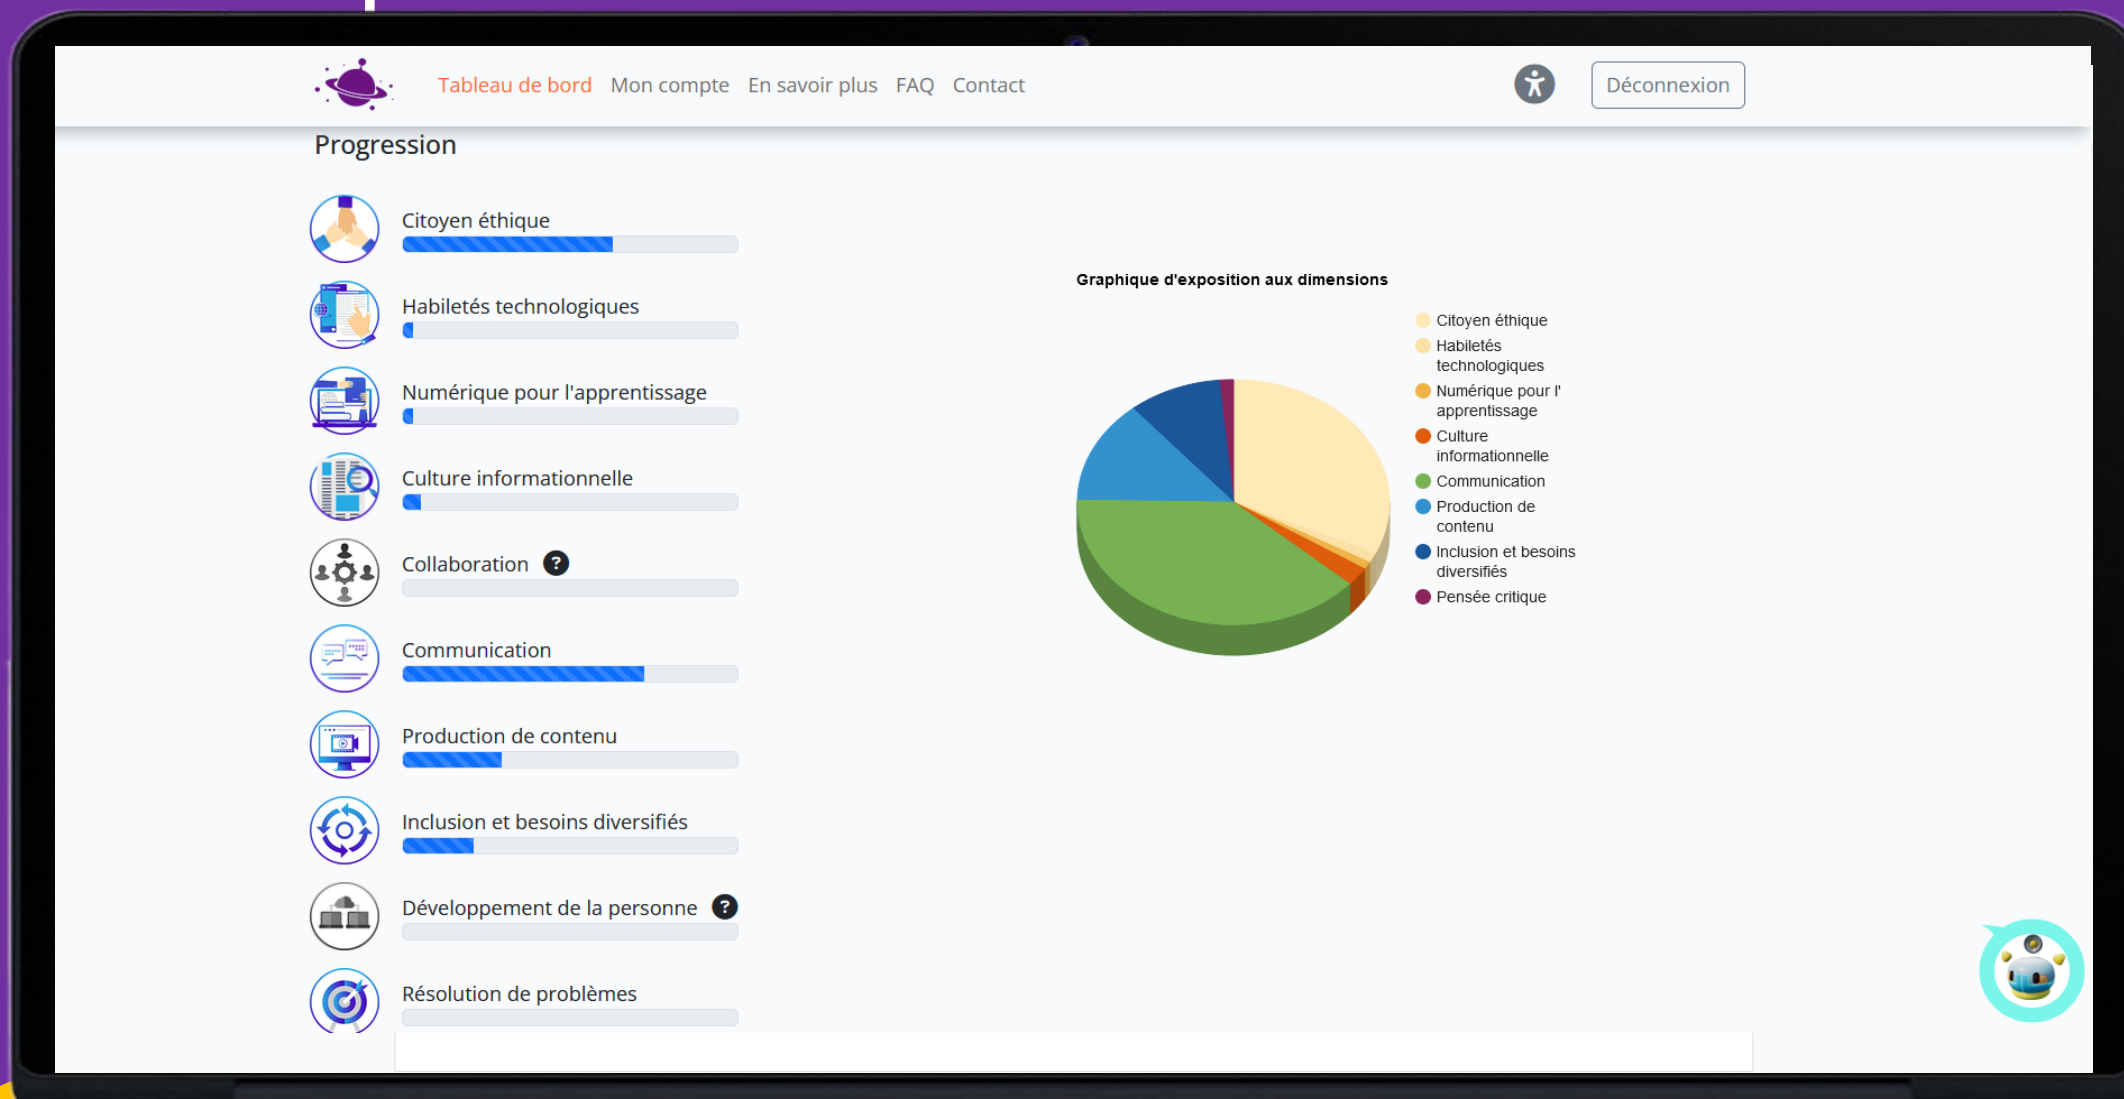 Tableau de bord Mon compte En savoir plus FAQ Contact Déconnexion
Progression
Citoyen éthique
Habiletés technologiques
Numérique pour l'apprentissage
Culture informationnelle
Collaboration ?
Communication
Production de contenu
Inclusion et besoins diversifiés
Développement de la personne ?
Résolution de problèmes
Graphique d'exposition aux dimensions
Citoyen éthique
Habiletés
technologiques
Numérique pour l'
apprentissage
Culture
informationnelle
Communication
Production de
contenu
Inclusion et besoins
diversifiés
Pensée critique